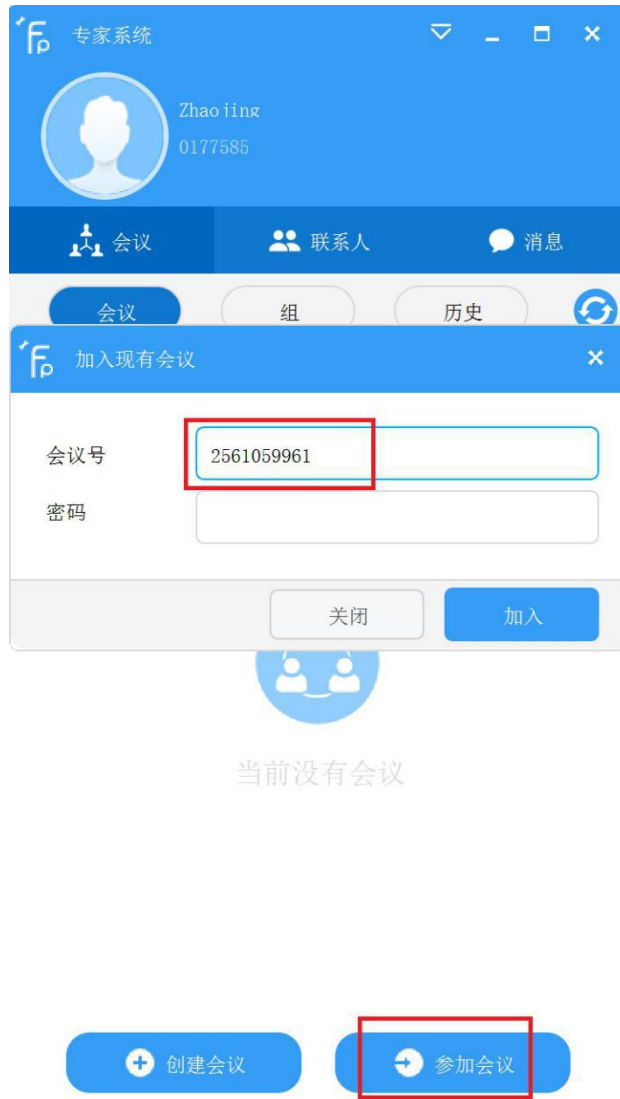 Fp 专家系统
Zhaojing
0177585
会议 联系人 消息
会议 组 历史
Fp 加入现有会议
会议号 2561059961
密码
关闭 加入
当前没有会议
创建会议 参加会议